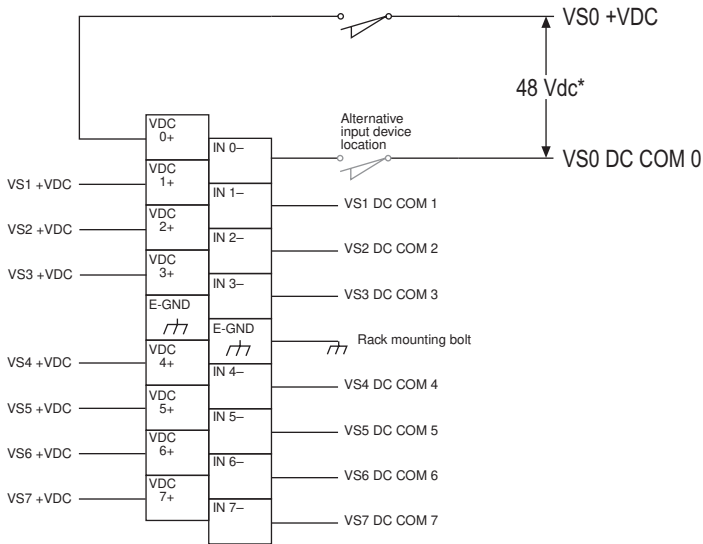 VS0 +VDC
48 Vdc*
Alternative
input device
location
VS0 DC COM 0
VDC
0+
IN 0–
VS1 +VDC
VDC
1+
IN 1–
VS1 DC COM 1
VS2 +VDC
VDC
2+
IN 2–
VS2 DC COM 2
VS3 +VDC
VDC
3+
IN 3–
VS3 DC COM 3
E-GND
E-GND
Rack mounting bolt
VS4 +VDC
VDC
4+
IN 4–
VS4 DC COM 4
VS5 +VDC
VDC
5+
IN 5–
VS5 DC COM 5
VS6 +VDC
VDC
6+
IN 6–
VS6 DC COM 6
VS7 +VDC
VDC
7+
IN 7–
VS7 DC COM 7